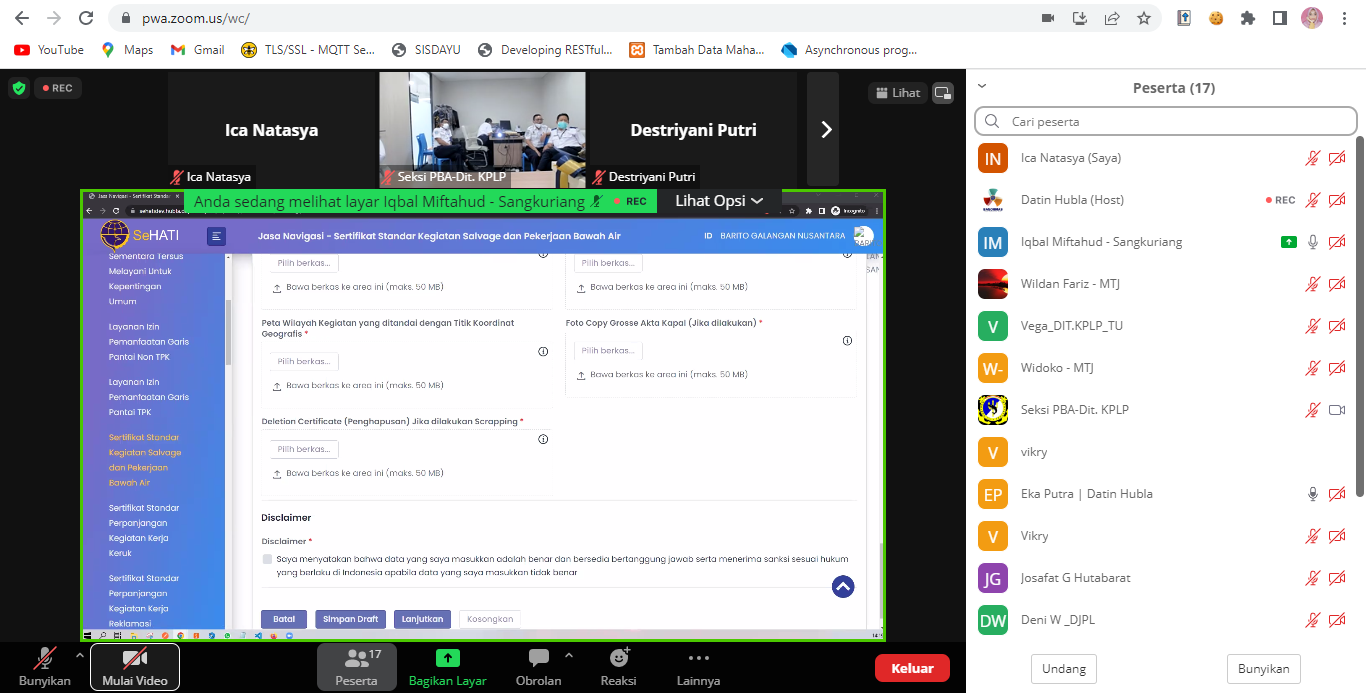 pwa.zoom.us/wc/
YouTube
Maps
Gmail
TLS/SSL - MQTT Se...
SISDAYU
Developing RESTful...
Tambah Data Maha...
Asynchronous prog...
REC
Lihat
Ica Natasya
Destriyani Putri
Ica Natasya
Seksi PBA-Dit. KPLP
Destriyani Putri
Jasa Navigasi - Sertifikat Standar
Anda sedang melihat layar Iqbal Miftahud - Sangkuriang
REC
Lihat Opsi
Incognito
SeHATI
Jasa Navigasi - Sertifikat Standar Kegiatan Salvage dan Pekerjaan Bawah Air
ID
BARITO GALANGAN NUSANTARA
Sementara Tersus
Melayani Untuk
Kepentingan
Umum
Layanan Izin
Pemanfaatan Garis
Pantai Non TPK
Layanan Izin
Pemanfaatan Garis
Pantai TPK
Sertifikat Standar
Kegiatan Salvage
dan Pekerjaan
Bawah Air
Sertifikat Standar
Perpanjangan
Kegiatan Kerja
Keruk
Sertifikat Standar
Perpanjangan
Kegiatan Kerja
Reklamasi
Pilih berkas...
Bawa berkas ke area ini (maks. 50 MB)
Pilih berkas...
Bawa berkas ke area ini (maks. 50 MB)
Peta Wilayah Kegiatan yang ditandai dengan Titik Koordinat
Geografis *
Pilih berkas...
Bawa berkas ke area ini (maks. 50 MB)
Foto Copy Grosse Akta Kapal (Jika dilakukan) *
Pilih berkas...
Bawa berkas ke area ini (maks. 50 MB)
Deletion Certificate (Penghapusan) Jika dilakukan Scrapping *
Pilih berkas...
Bawa berkas ke area ini (maks. 50 MB)
Disclaimer
Disclaimer *
Saya menyatakan bahwa data yang saya masukkan adalah benar dan bersedia bertanggung jawab serta menerima sanksi sesuai hukum
yang berlaku di Indonesia apabila data yang saya masukkan tidak benar
Batal
Simpan Draft
Lanjutkan
Kosongkan
Bunyikan
Mulai Video
17
Peserta
Bagikan Layar
Obrolan
Reaksi
Lainnya
Keluar
Peserta (17)
Cari peserta
IN
Ica Natasya (Saya)
Datin Hubla (Host)
REC
IM
Iqbal Miftahud - Sangkuriang
Wildan Fariz - MTJ
V
Vega_DIT.KPLP_TU
W-
Widoko - MTJ
Seksi PBA-Dit. KPLP
V
vikry
EP
Eka Putra | Datin Hubla
V
Vikry
JG
Josafat G Hutabarat
DW
Deni W _DJPL
Undang
Bunyikan